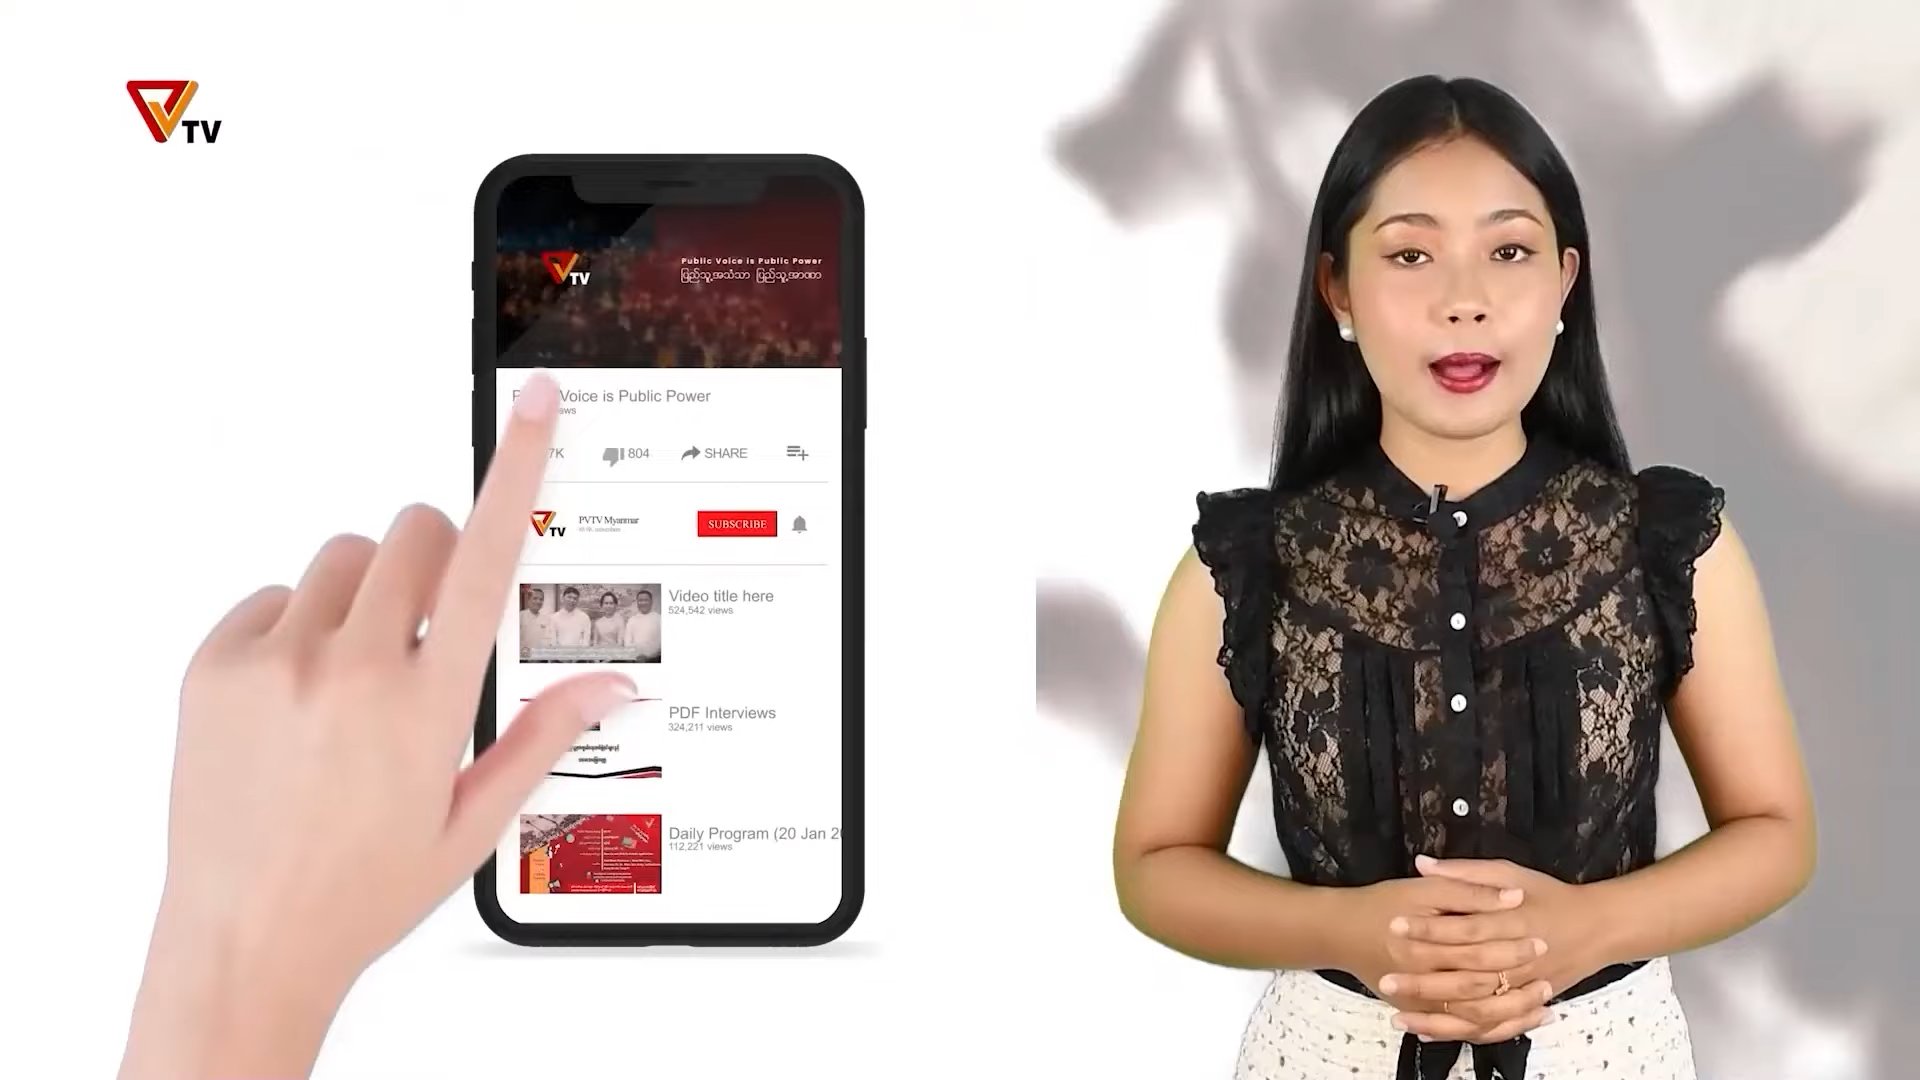 TV
TV
Public Voice is Public Power
ပြည်သူ့အသံသာ ပြည်သူ့အာဏာ
Voice is Public Power
7K
804
SHARE
TV
PVTV Myanmar
SUBSCRIBE
Video title here
524,542 views
PDF Interviews
324,211 views
Daily Program (20 Jan 20
112,221 views